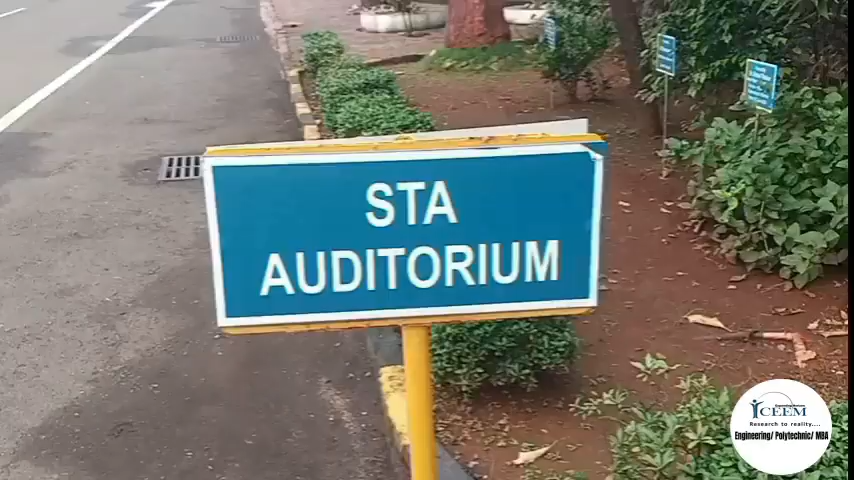 STA
AUDITORIUM
ICEEM
Research to reality....
Engineering/ Polytechnic/ MBA